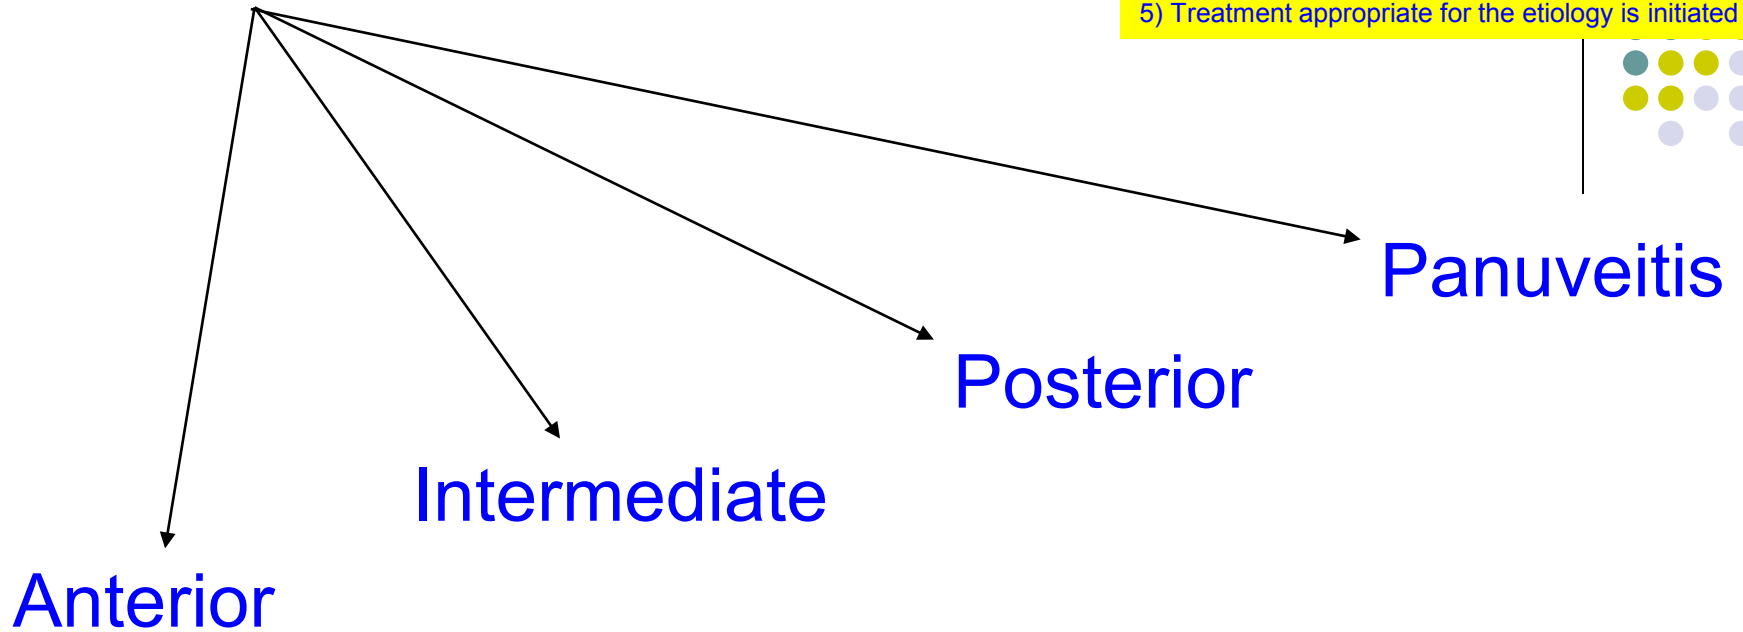 5) Treatment appropriate for the etiology is initiated
Panuveitis
Posterior
Intermediate
Anterior